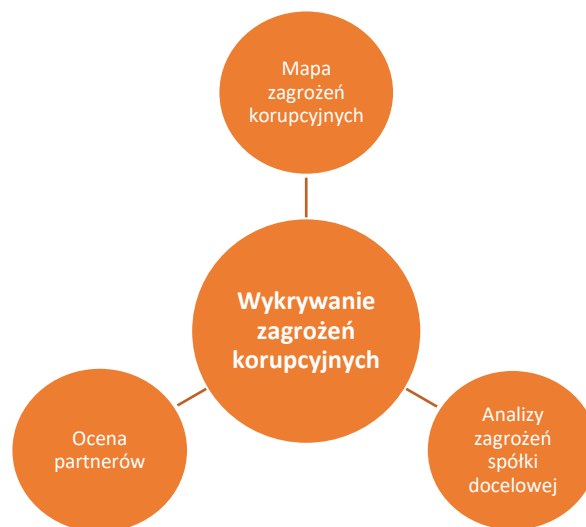 Mapa
zagrożeń
korupcyjnych
Wykrywanie
zagrożeń
korupcyjnych
Ocena
partnerów
Analizy
zagrożeń
spółki
docelowej